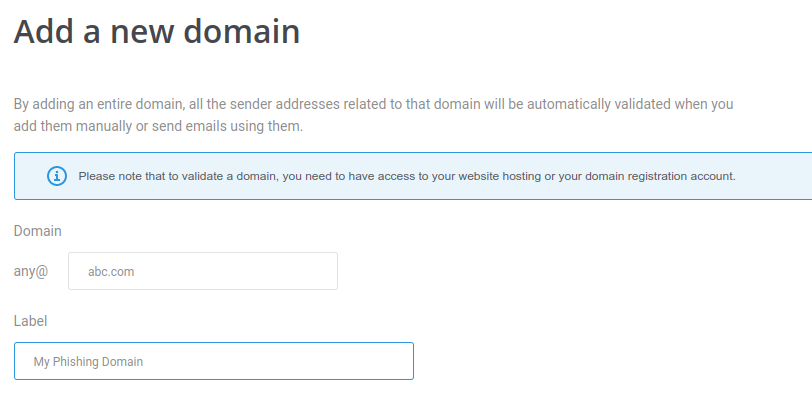 Add a new domain
By adding an entire domain, all the sender addresses related to that domain will be automatically validated when you
add them manually or send emails using them.
Please note that to validate a domain, you need to have access to your website hosting or your domain registration account.
Domain
any@ abc.com
Label
My Phishing Domain